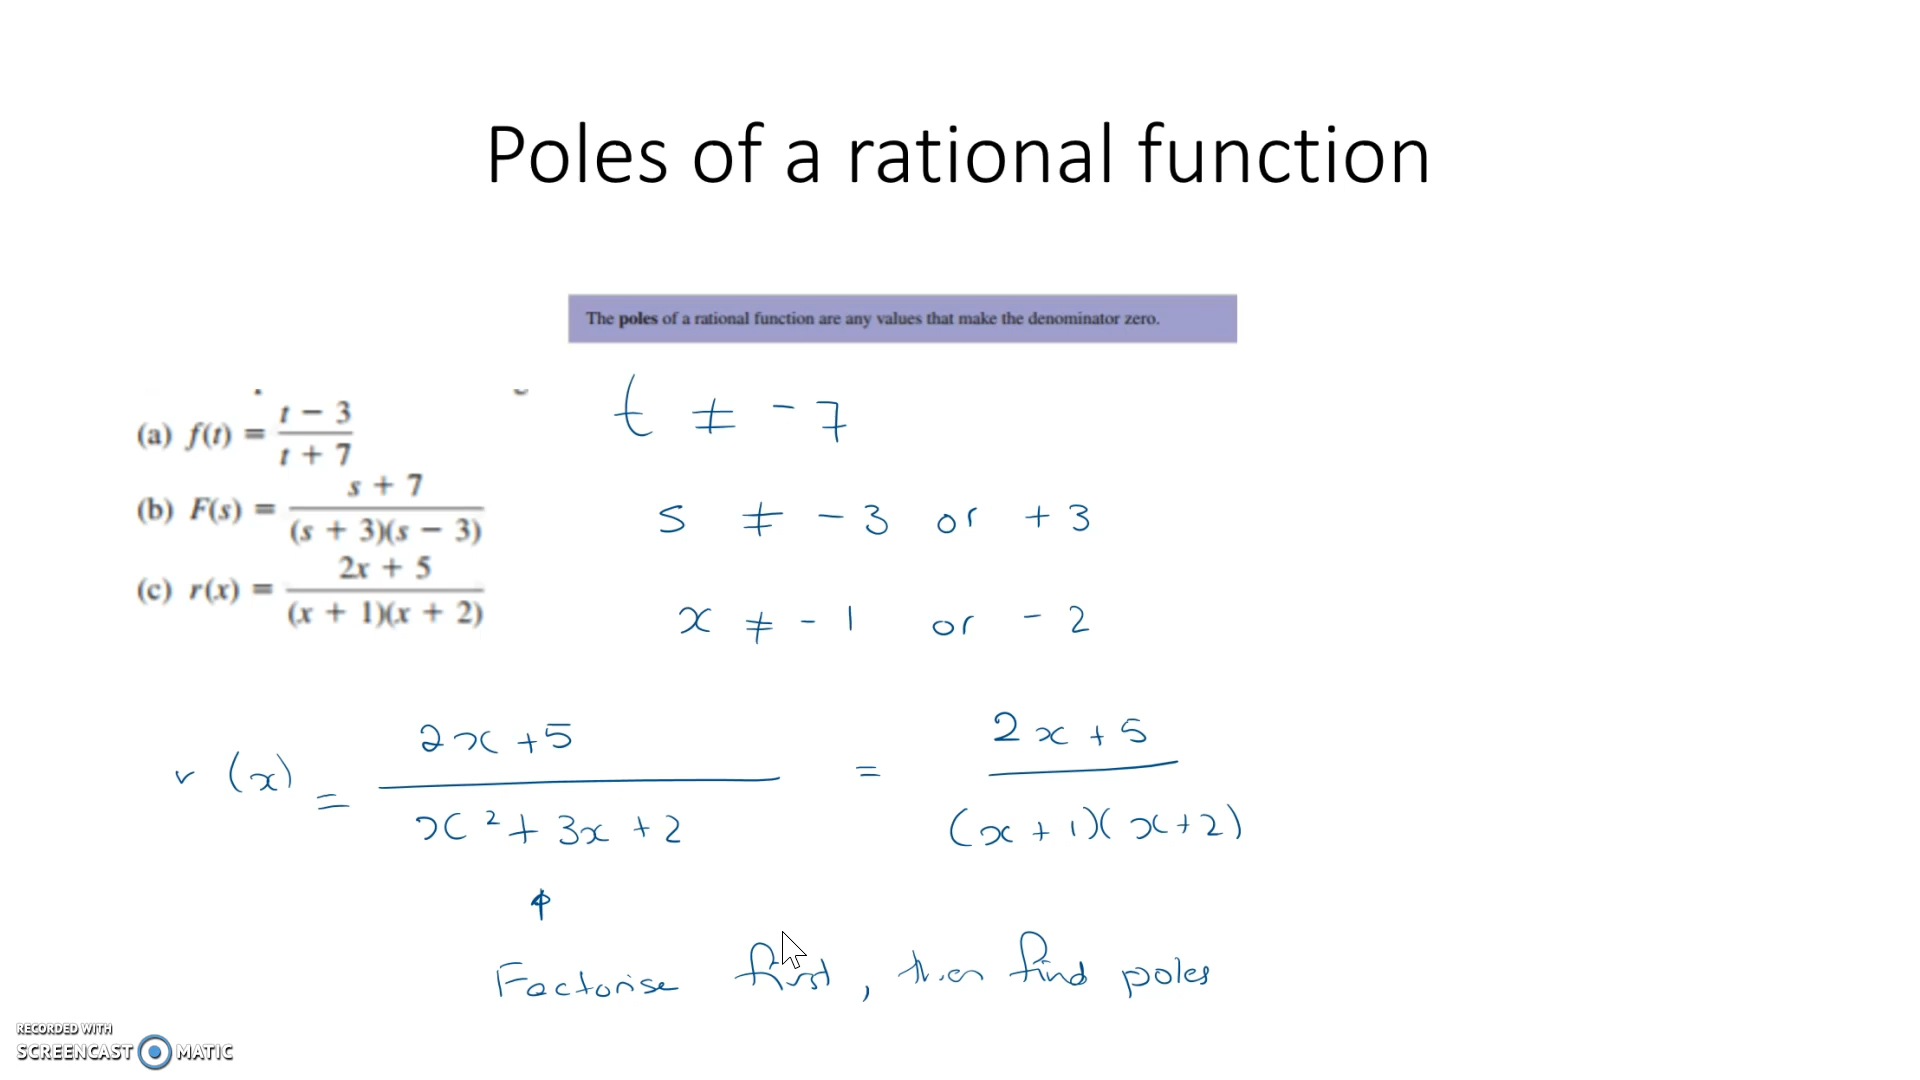 Poles of a rational function
The poles of a rational function are any values that make the denominator zero.
(a) f(t) = (t − 3)/(t + 7)
t ≠ -7
(b) F(s) = (s + 7)/((s + 3)(s − 3))
s ≠ -3 or +3
(c) r(x) = (2x + 5)/((x + 1)(x + 2))
x ≠ -1 or -2
r(x) = (2x+5)/(x²+3x+2) = (2x+5)/((x+1)(x+2))
Factorise first, then find poles
RECORDED WITH
SCREENCAST MATIC